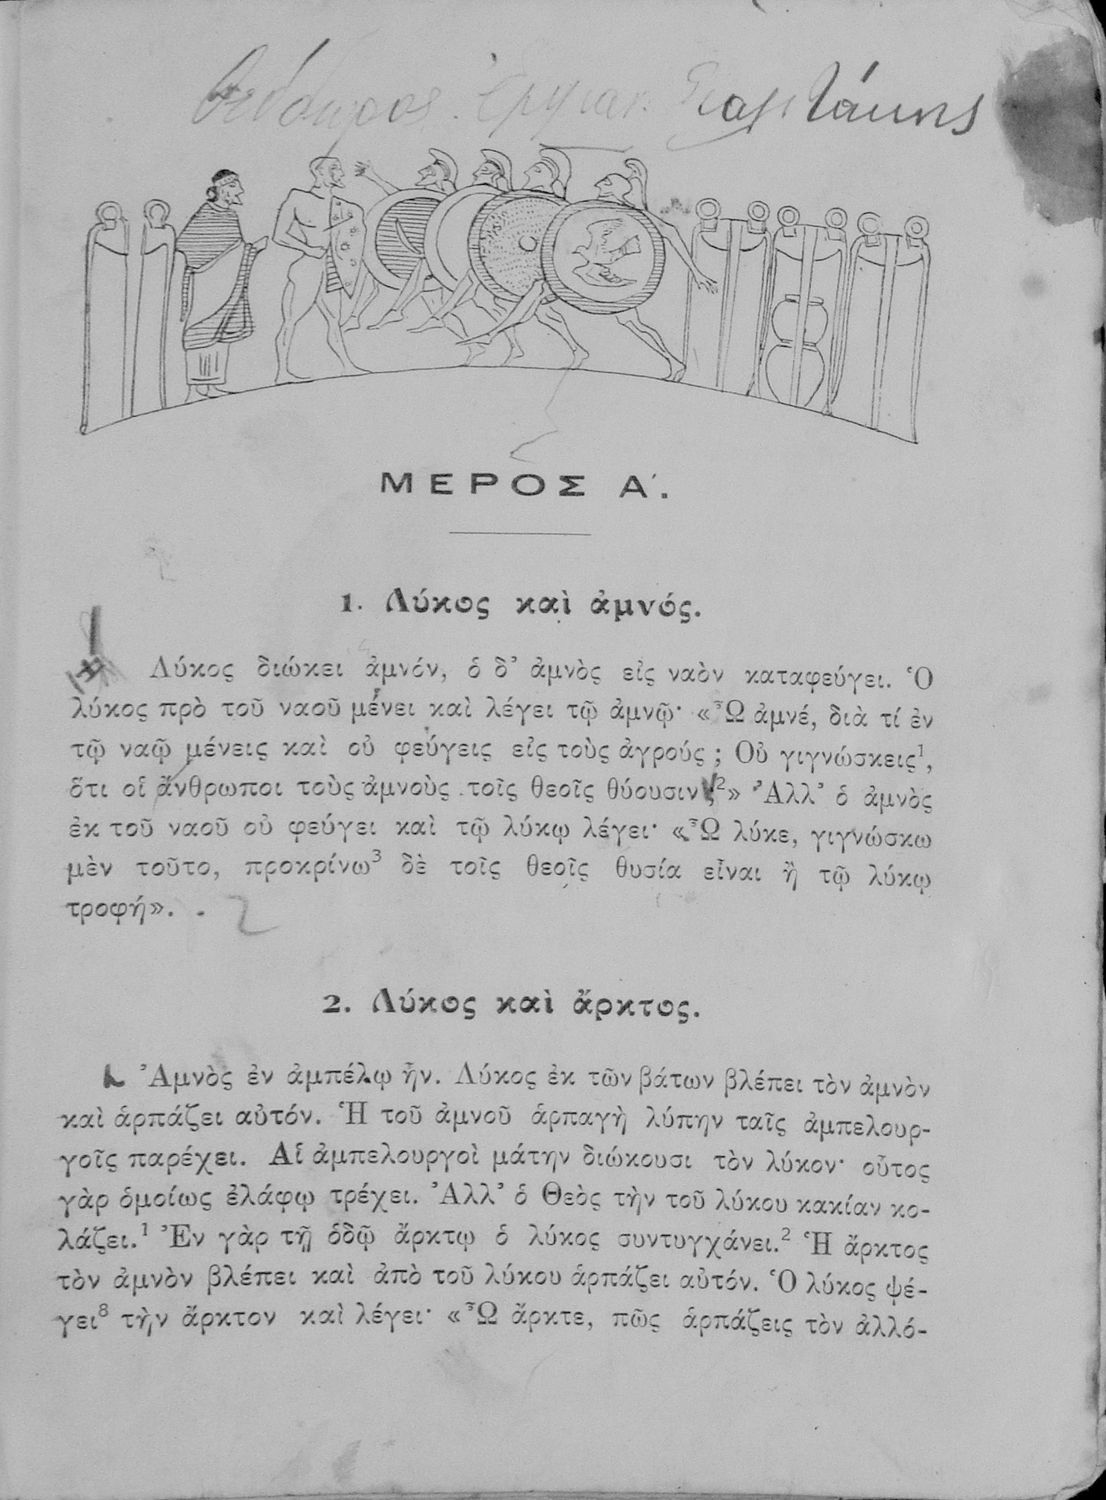 Θεόδωρος
ΜΕΡΟΣ Α΄.
1. Λύκος καὶ ἀμνός.
Λύκος διώκει ἀμνόν, ὁ δ’ ἀμνὸς εἰς ναὸν καταφεύγει. Ὁ
λύκος πρὸ τοῦ ναοῦ μένει καὶ λέγει τῷ ἀμνῷ· «Ὦ ἀμνέ, διὰ τί ἐν
τῷ ναῷ μένεις καὶ οὐ φεύγεις εἰς τοὺς ἀγρούς ; Οὐ γιγνώσκεις¹,
ὅτι οἱ ἄνθρωποι τοὺς ἀμνοὺς τοῖς θεοῖς θύουσιν ;²» Ἀλλ’ ὁ ἀμνὸς
ἐκ τοῦ ναοῦ οὐ φεύγει καὶ τῷ λύκῳ λέγει· «Ὦ λύκε, γιγνώσκω
μὲν τοῦτο, προκρίνω³ δὲ τοῖς θεοῖς θυσία εἶναι ἢ τῷ λύκῳ
τροφή».
2. Λύκος καὶ ἄρκτος.
Ἀμνὸς ἐν ἀμπέλῳ ἦν. Λύκος ἐκ τῶν βάτων βλέπει τὸν ἀμνὸν
καὶ ἁρπάζει αὐτόν. Ἡ τοῦ ἀμνοῦ ἁρπαγὴ λύπην ταῖς ἀμπελουρ-
γοῖς παρέχει. Αἱ ἀμπελουργοὶ μάτην διώκουσι τὸν λύκον· οὗτος
γὰρ ὁμοίως ἐλάφῳ τρέχει. Ἀλλ’ ὁ Θεὸς τὴν τοῦ λύκου κακίαν κο-
λάζει.¹ Ἐν γὰρ τῇ ὁδῷ ἄρκτῳ ὁ λύκος συντυγχάνει.² Ἡ ἄρκτος
τὸν ἀμνὸν βλέπει καὶ ἀπὸ τοῦ λύκου ἁρπάζει αὐτόν. Ὁ λύκος ψέ-
γει⁸ τὴν ἄρκτον καὶ λέγει· «Ὦ ἄρκτε, πῶς ἁρπάζεις τὸν ἀλλό-